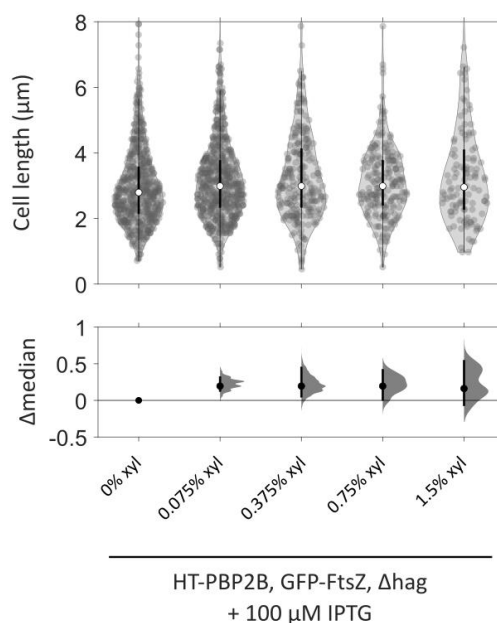 Cell length (μm)
8
6
4
2
0
Δmedian
1
0.5
0
-0.5
0% xyl
0.075% xyl
0.375% xyl
0.75% xyl
1.5% xyl
HT-PBP2B, GFP-FtsZ, Δhag
+ 100 μM IPTG